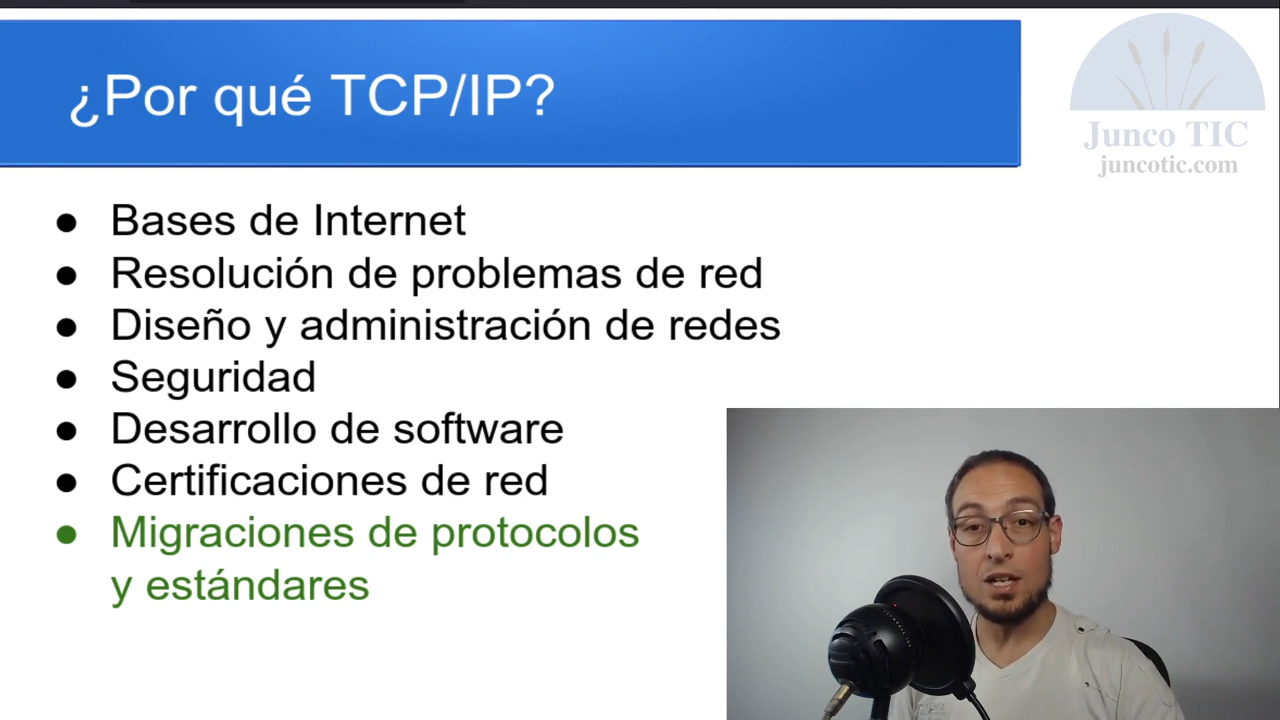 ¿Por qué TCP/IP?
Junco TIC
juncotic.com
● Bases de Internet
● Resolución de problemas de red
● Diseño y administración de redes
● Seguridad
● Desarrollo de software
● Certificaciones de red
● Migraciones de protocolos
y estándares